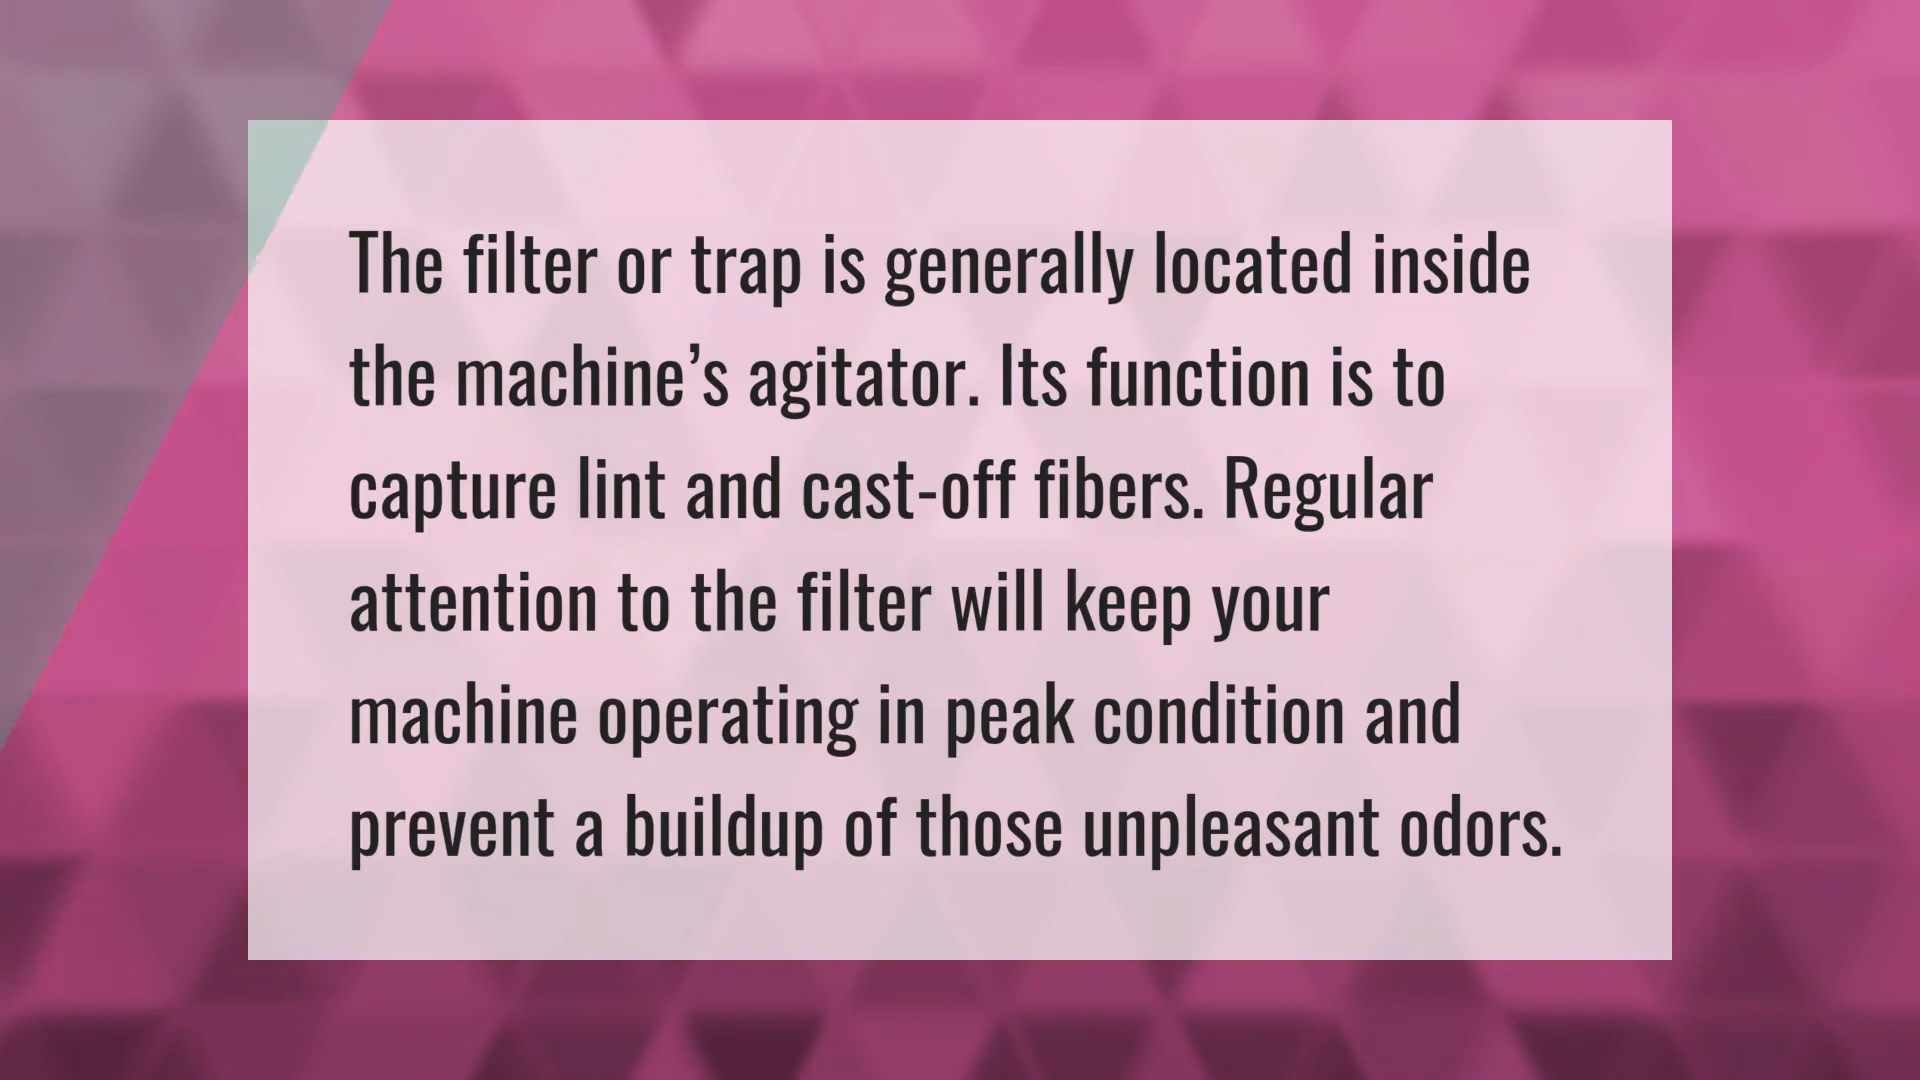 The filter or trap is generally located inside
the machine’s agitator. Its function is to
capture lint and cast-off fibers. Regular
attention to the filter will keep your
machine operating in peak condition and
prevent a buildup of those unpleasant odors.